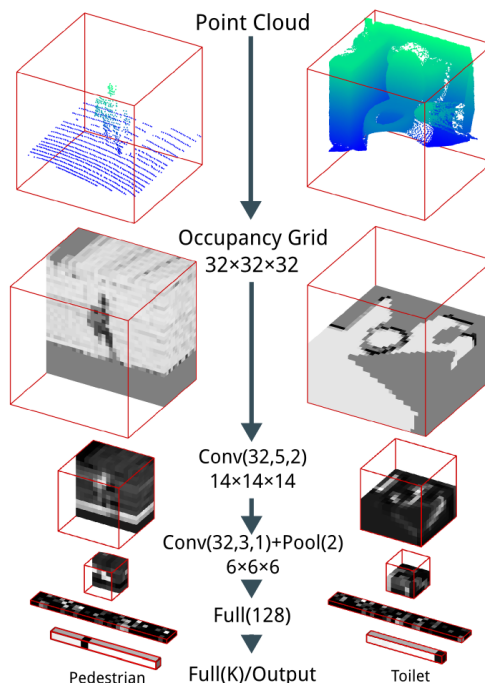 Point Cloud
Occupancy Grid
32×32×32
Conv(32,5,2)
14×14×14
Conv(32,3,1)+Pool(2)
6×6×6
Full(128)
Pedestrian
Full(K)/Output
Toilet